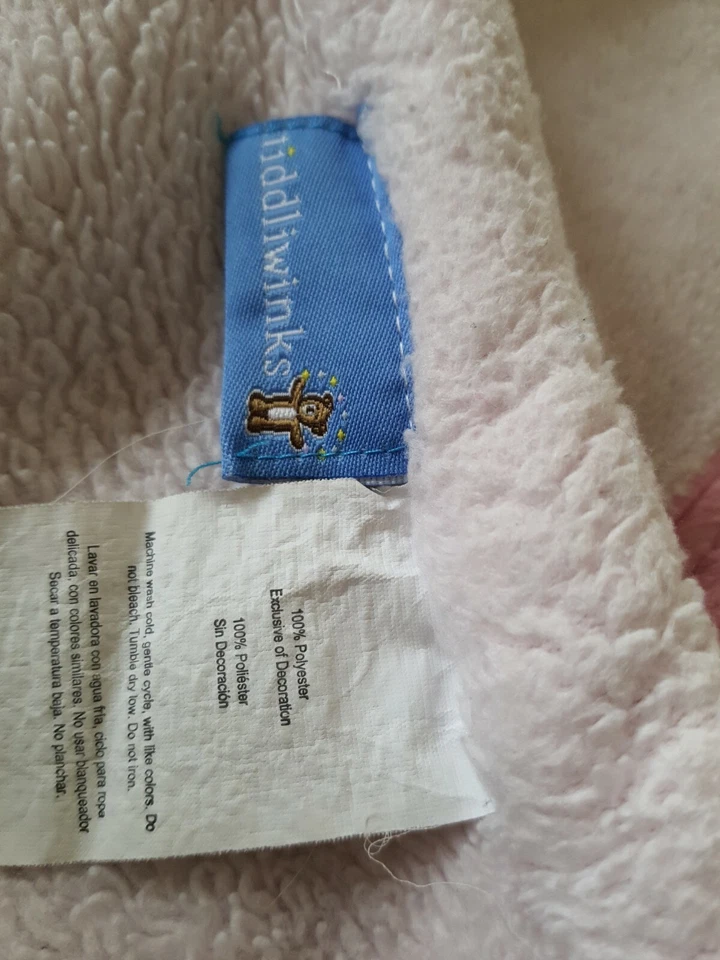 tiddliwinks
100% Polyester
Exclusive of Decoration
100% Poliéster
Sin Decoración
Machine wash cold, gentle cycle, with like colors. Do
not bleach. Tumble dry low. Do not iron.
Lavar en lavadora con agua fria, ciclo para ropa
delicada, con colores similares. No usar blanqueador
Secar a temperatura baja. No planchar.